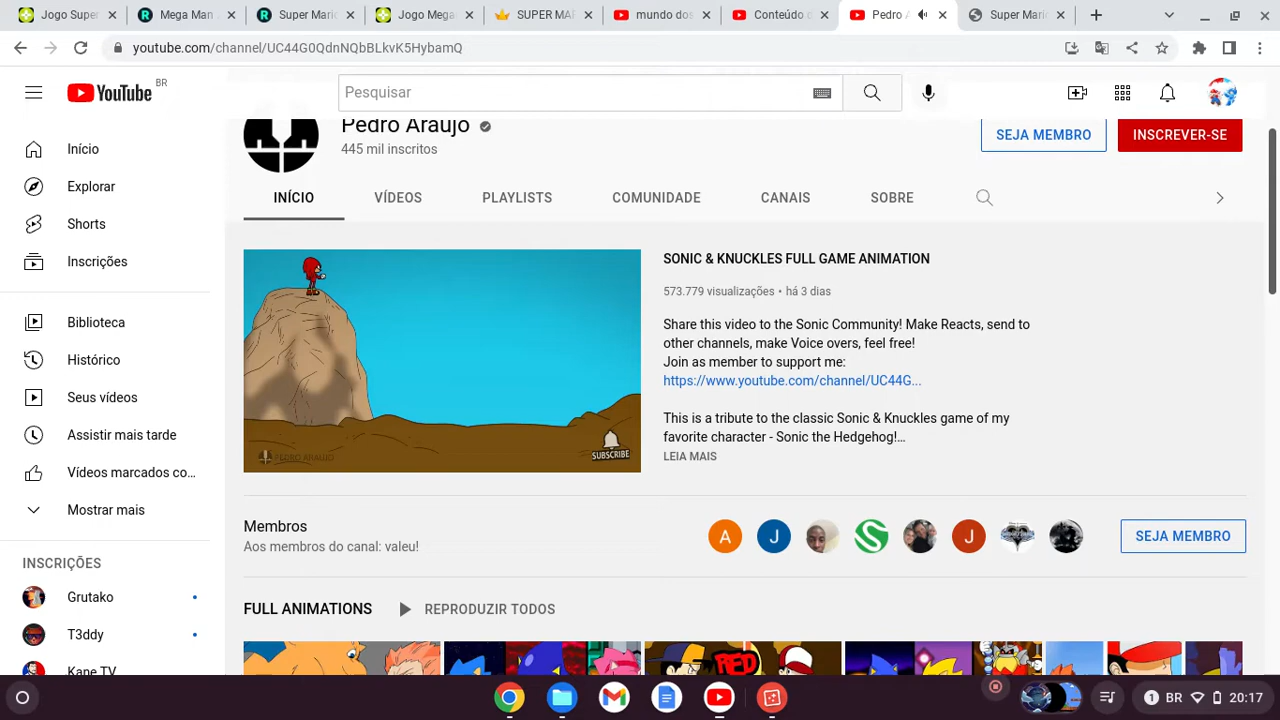 Jogo Super
Mega Man
Super Mari
Jogo Mega
SUPER MA
mundo dos
Conteúdo d
Pedro A
Super Mario
youtube.com/channel/UC44G0QdnNQbBLkvK5HybamQ
YouTube BR
Pesquisar
Início
Explorar
Shorts
Inscrições
Biblioteca
Histórico
Seus vídeos
Assistir mais tarde
Vídeos marcados co...
Mostrar mais
INSCRIÇÕES
Grutako
T3ddy
Kane TV
Pedro Araujo
445 mil inscritos
SEJA MEMBRO
INSCREVER-SE
INÍCIO
VÍDEOS
PLAYLISTS
COMUNIDADE
CANAIS
SOBRE
PEDRO ARAUJO
SUBSCRIBE
SONIC & KNUCKLES FULL GAME ANIMATION
573.779 visualizações • há 3 dias
Share this video to the Sonic Community! Make Reacts, send to
other channels, make Voice overs, feel free!
Join as member to support me:
https://www.youtube.com/channel/UC44G...
This is a tribute to the classic Sonic & Knuckles game of my
favorite character - Sonic the Hedgehog!...
LEIA MAIS
Membros
Aos membros do canal: valeu!
A
J
S
J
SEJA MEMBRO
FULL ANIMATIONS
REPRODUZIR TODOS
RED
1 BR 20:17